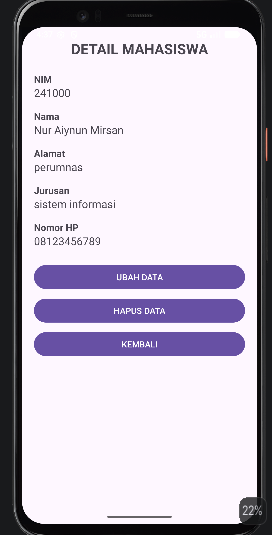 DETAIL MAHASISWA
NIM
241000
Nama
Nur Aiynun Mirsan
Alamat
perumnas
Jurusan
sistem informasi
Nomor HP
08123456789
UBAH DATA
HAPUS DATA
KEMBALI
22%